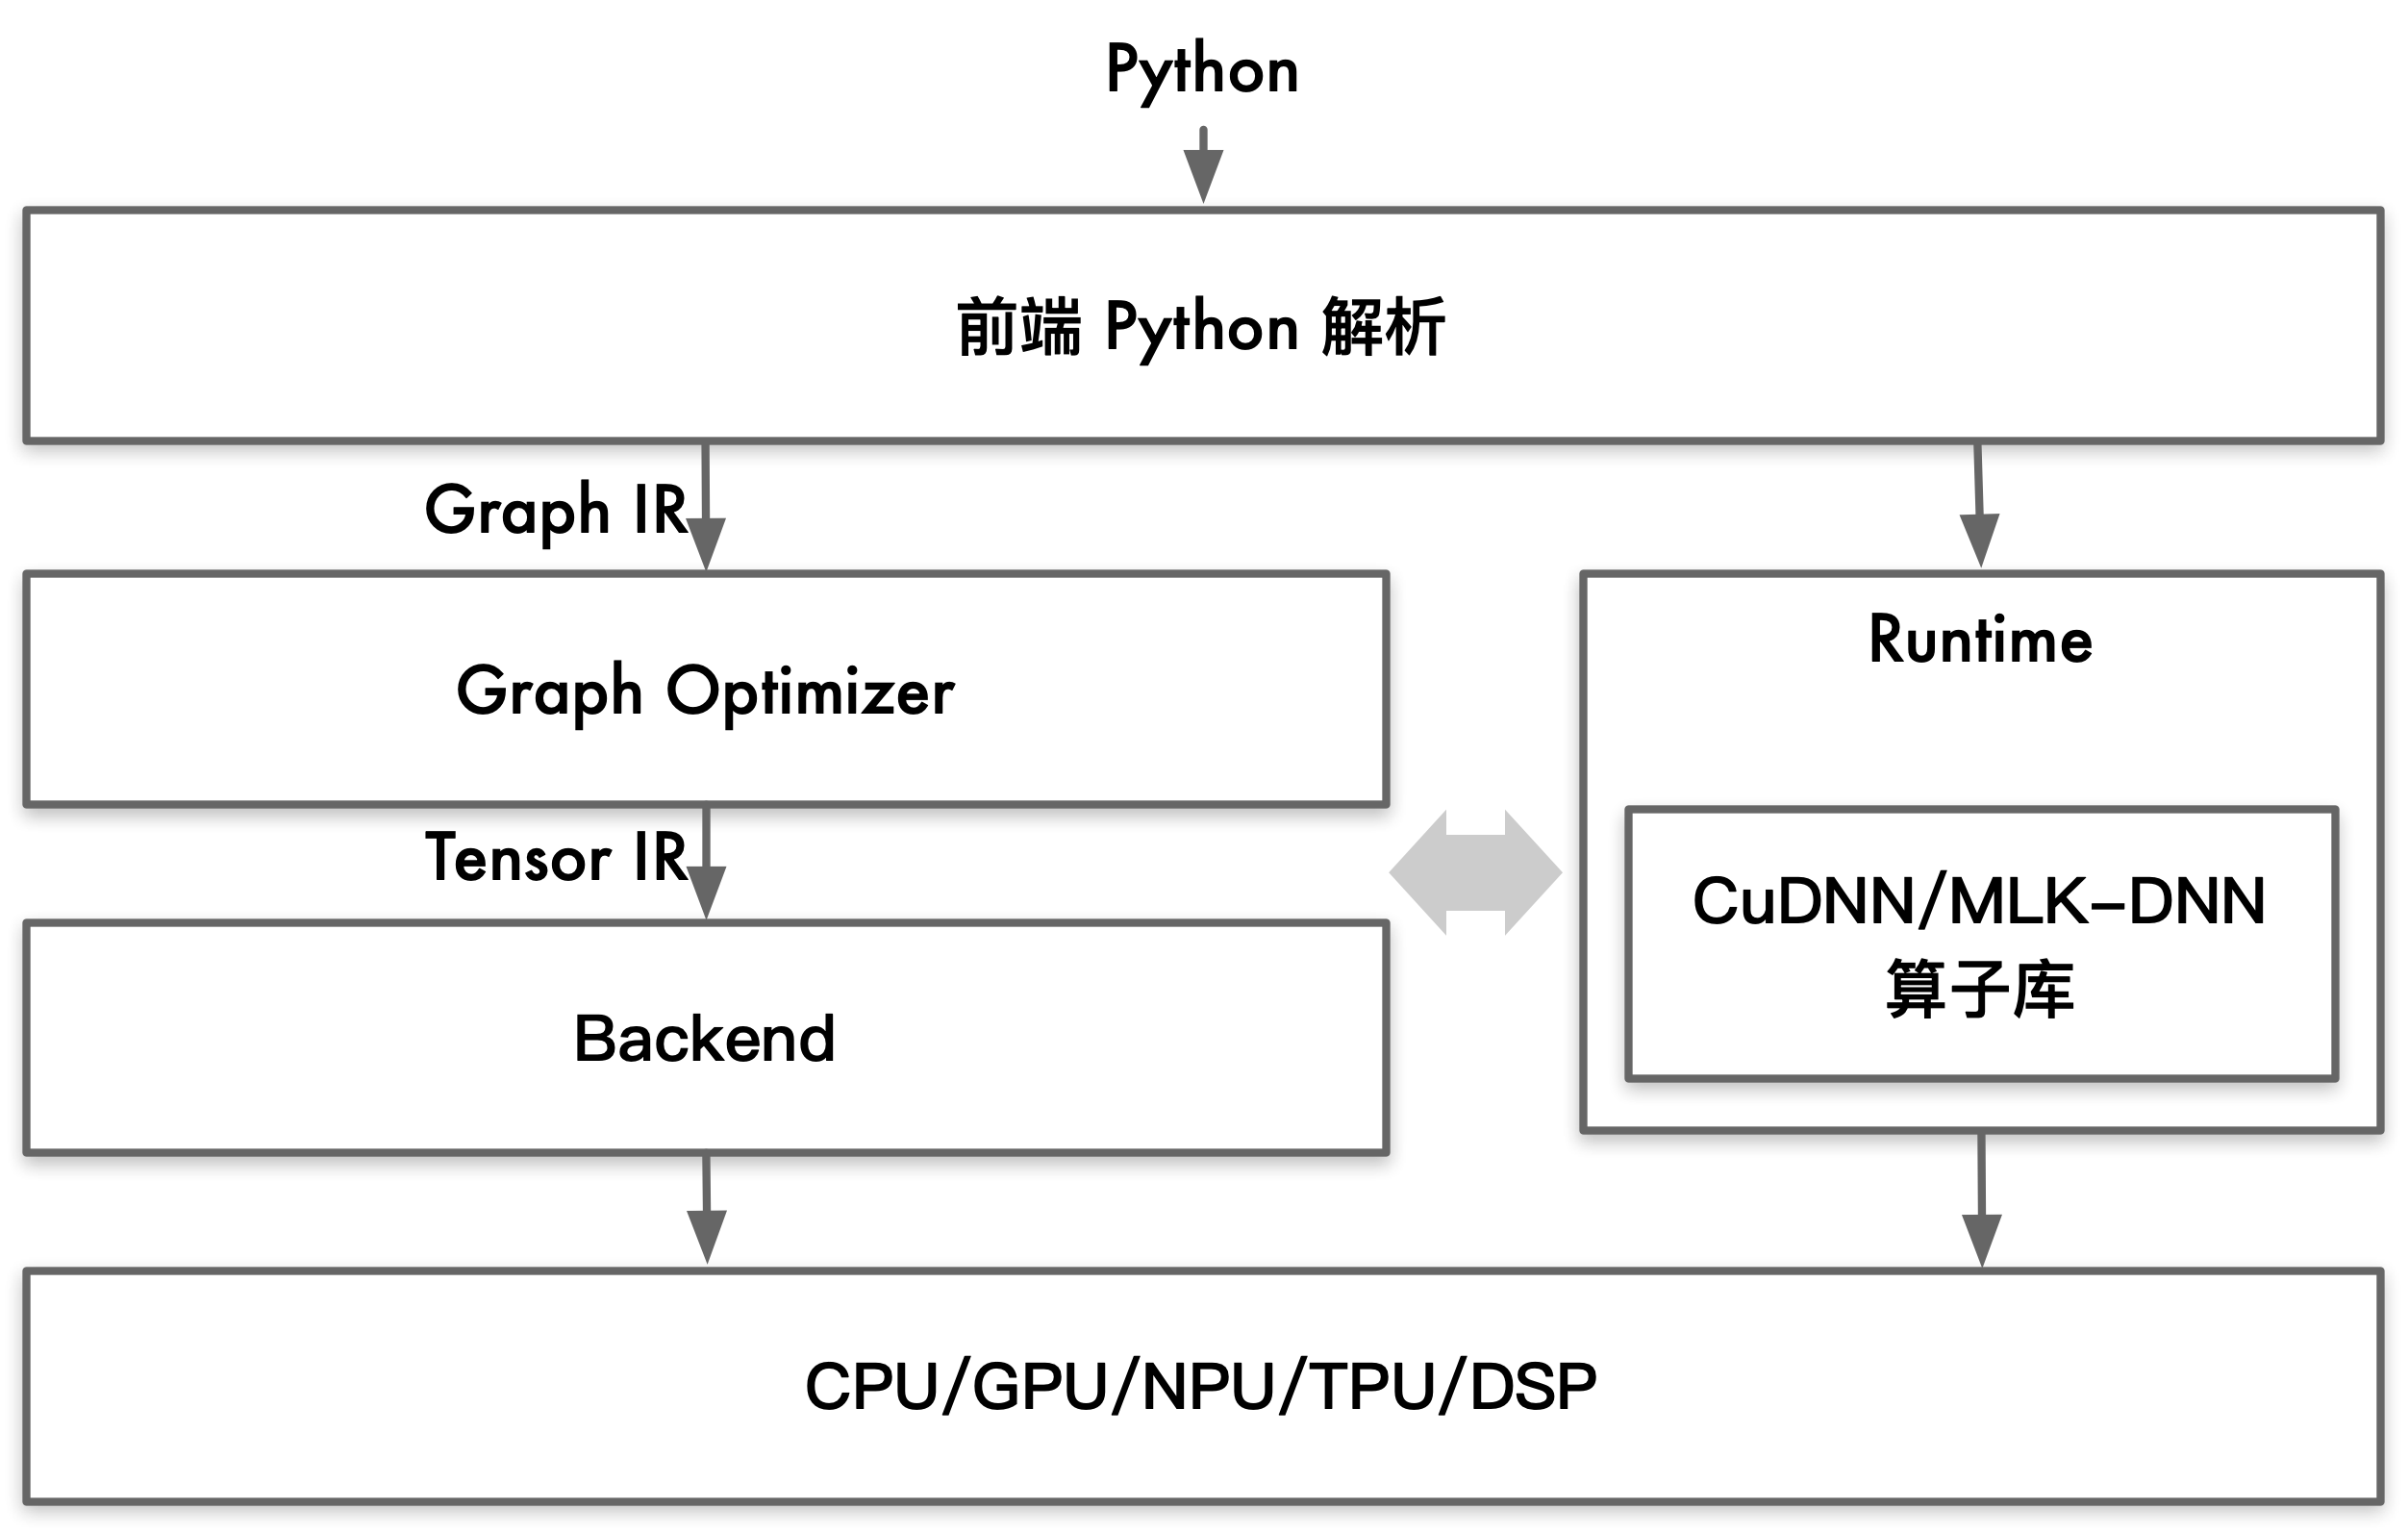 Python
前端 Python 解析
Graph IR
Graph Optimizer
Tensor IR
Backend
Runtime
CuDNN/MLK-DNN
算子库
CPU/GPU/NPU/TPU/DSP